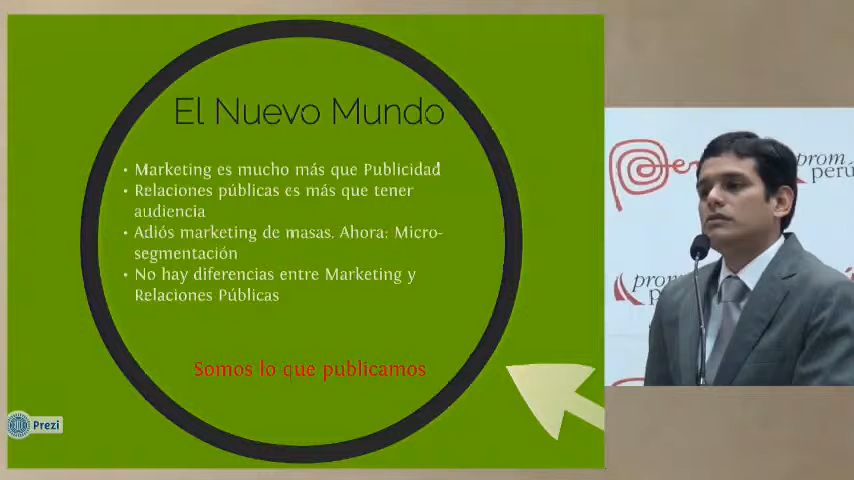 El Nuevo Mundo
• Marketing es mucho más que Publicidad
• Relaciones públicas es más que tener
audiencia
• Adiós marketing de masas. Ahora: Micro-
segmentación
• No hay diferencias entre Marketing y
Relaciones Públicas
Somos lo que publicamos
Prezi
prom
perú
prom